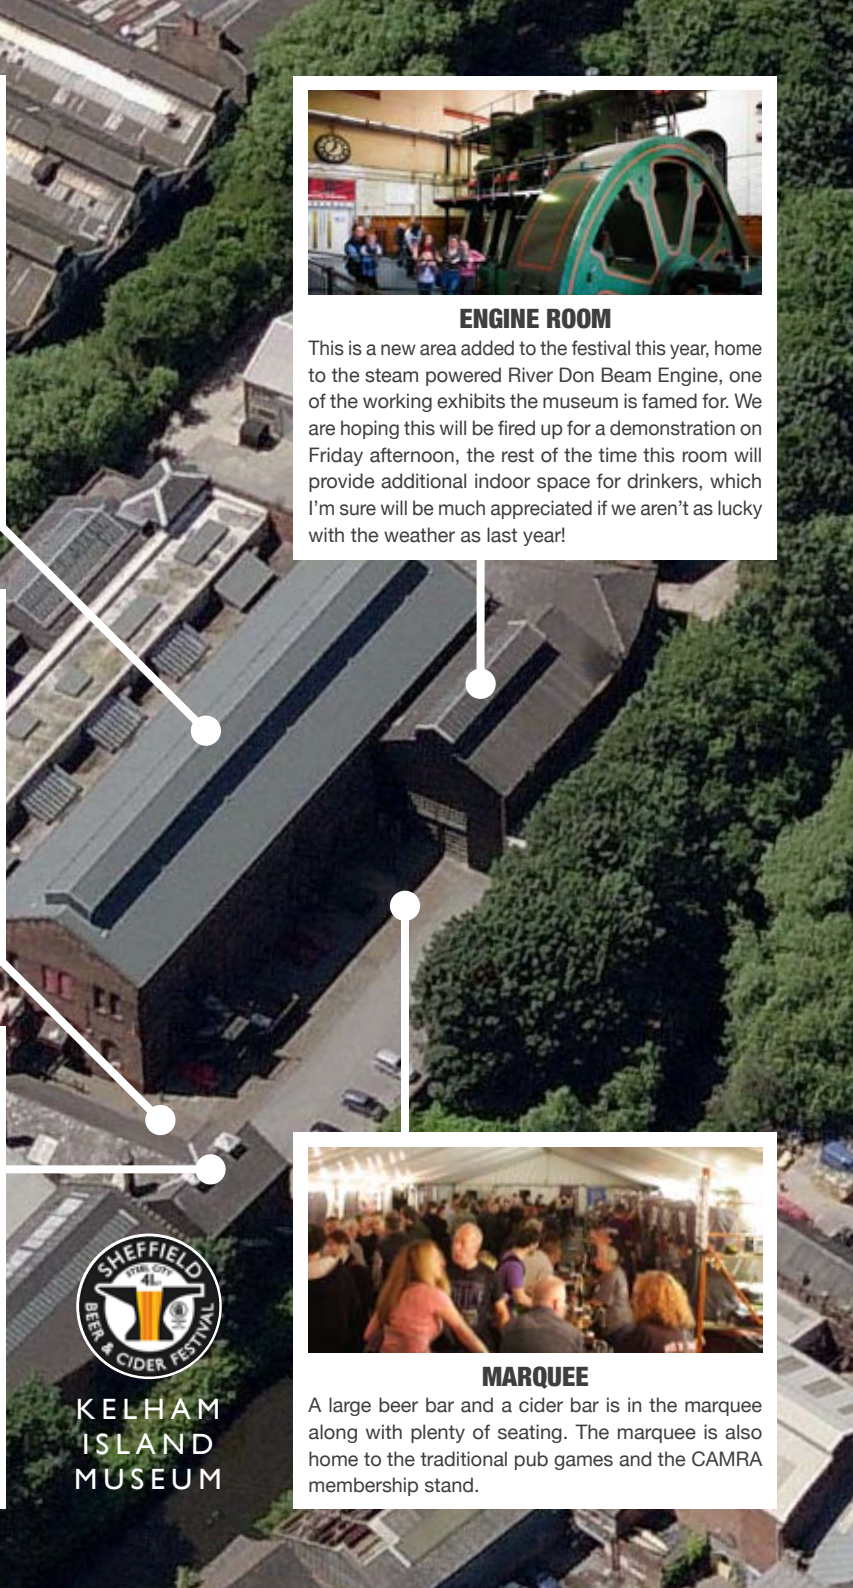 ENGINE ROOM
This is a new area added to the festival this year, home
to the steam powered River Don Beam Engine, one
of the working exhibits the museum is famed for. We
are hoping this will be fired up for a demonstration on
Friday afternoon, the rest of the time this room will
provide additional indoor space for drinkers, which
I'm sure will be much appreciated if we aren't as lucky
with the weather as last year!
SHEFFIELD
STEEL CITY
41
BEER & CIDER FESTIVAL
KELHAM
ISLAND
MUSEUM
MARQUEE
A large beer bar and a cider bar is in the marquee
along with plenty of seating. The marquee is also
home to the traditional pub games and the CAMRA
membership stand.